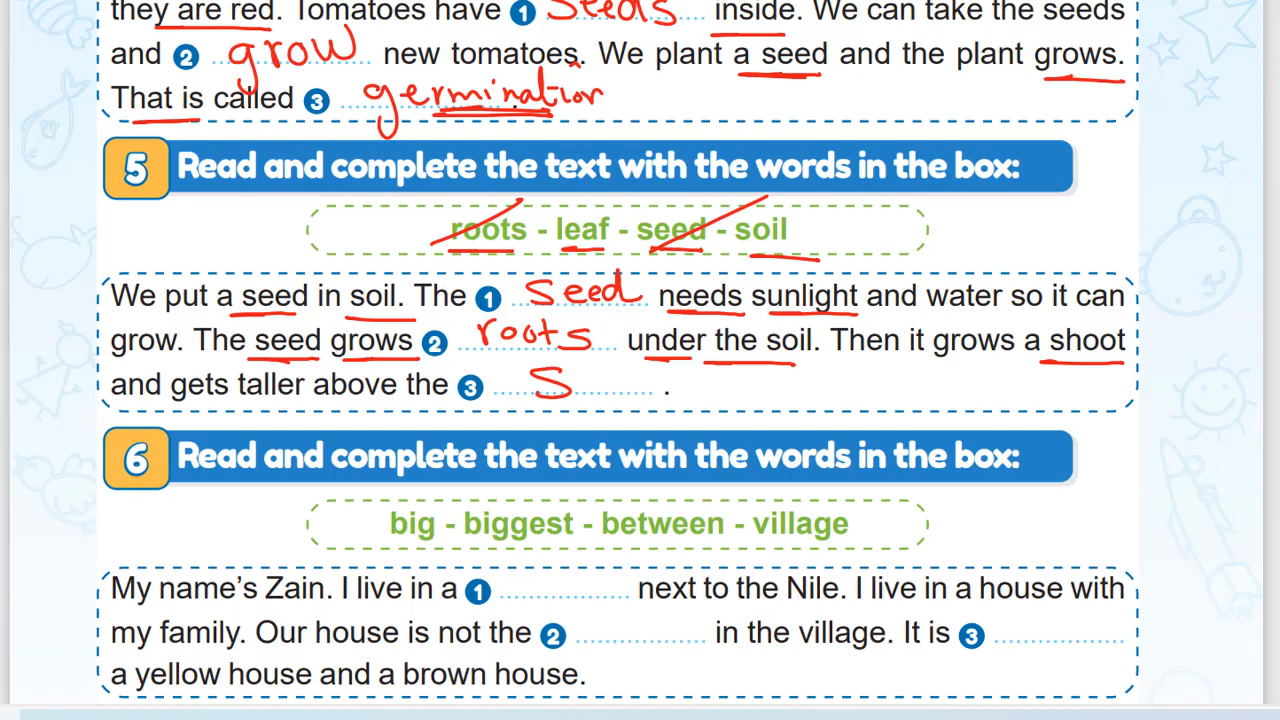 they are red. Tomatoes have 1 seeds inside. We can take the seeds
and 2 grow new tomatoes. We plant a seed and the plant grows.
That is called 3 germination.
5 Read and complete the text with the words in the box:
roots - leaf - seed - soil
We put a seed in soil. The 1 seed needs sunlight and water so it can
grow. The seed grows 2 roots under the soil. Then it grows a shoot
and gets taller above the 3 S .
6 Read and complete the text with the words in the box:
big - biggest - between - village
My name's Zain. I live in a 1 .................. next to the Nile. I live in a house with
my family. Our house is not the 2 .................. in the village. It is 3 ..................
a yellow house and a brown house.